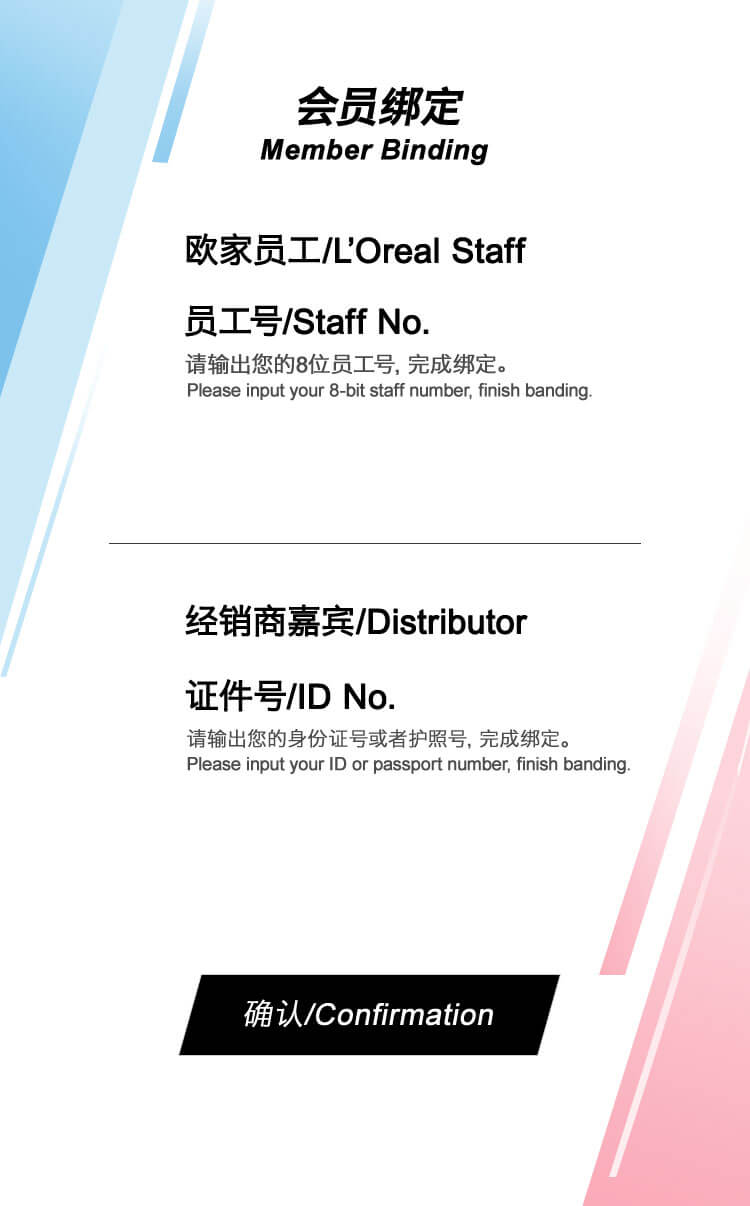 会员绑定
Member Binding
欧家员工/L’Oreal Staff
员工号/Staff No.
请输出您的8位员工号, 完成绑定。
Please input your 8-bit staff number, finish banding.
经销商嘉宾/Distributor
证件号/ID No.
请输出您的身份证号或者护照号, 完成绑定。
Please input your ID or passport number, finish banding.
确认/Confirmation